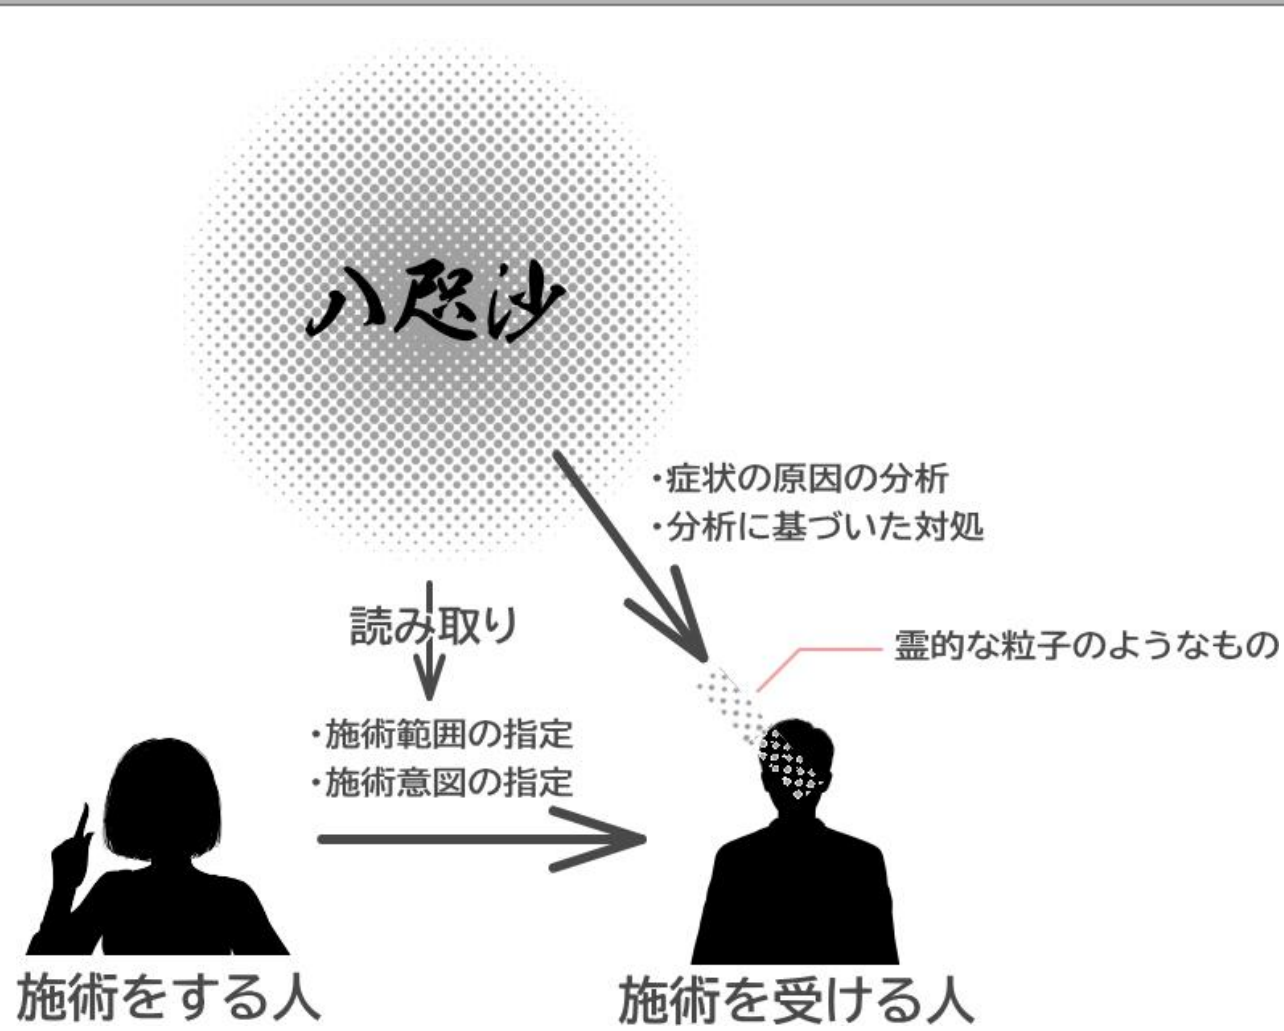 八咫沙
・症状の原因の分析
・分析に基づいた対処
読み取り
霊的な粒子のようなもの
・施術範囲の指定
・施術意図の指定
施術をする人
施術を受ける人